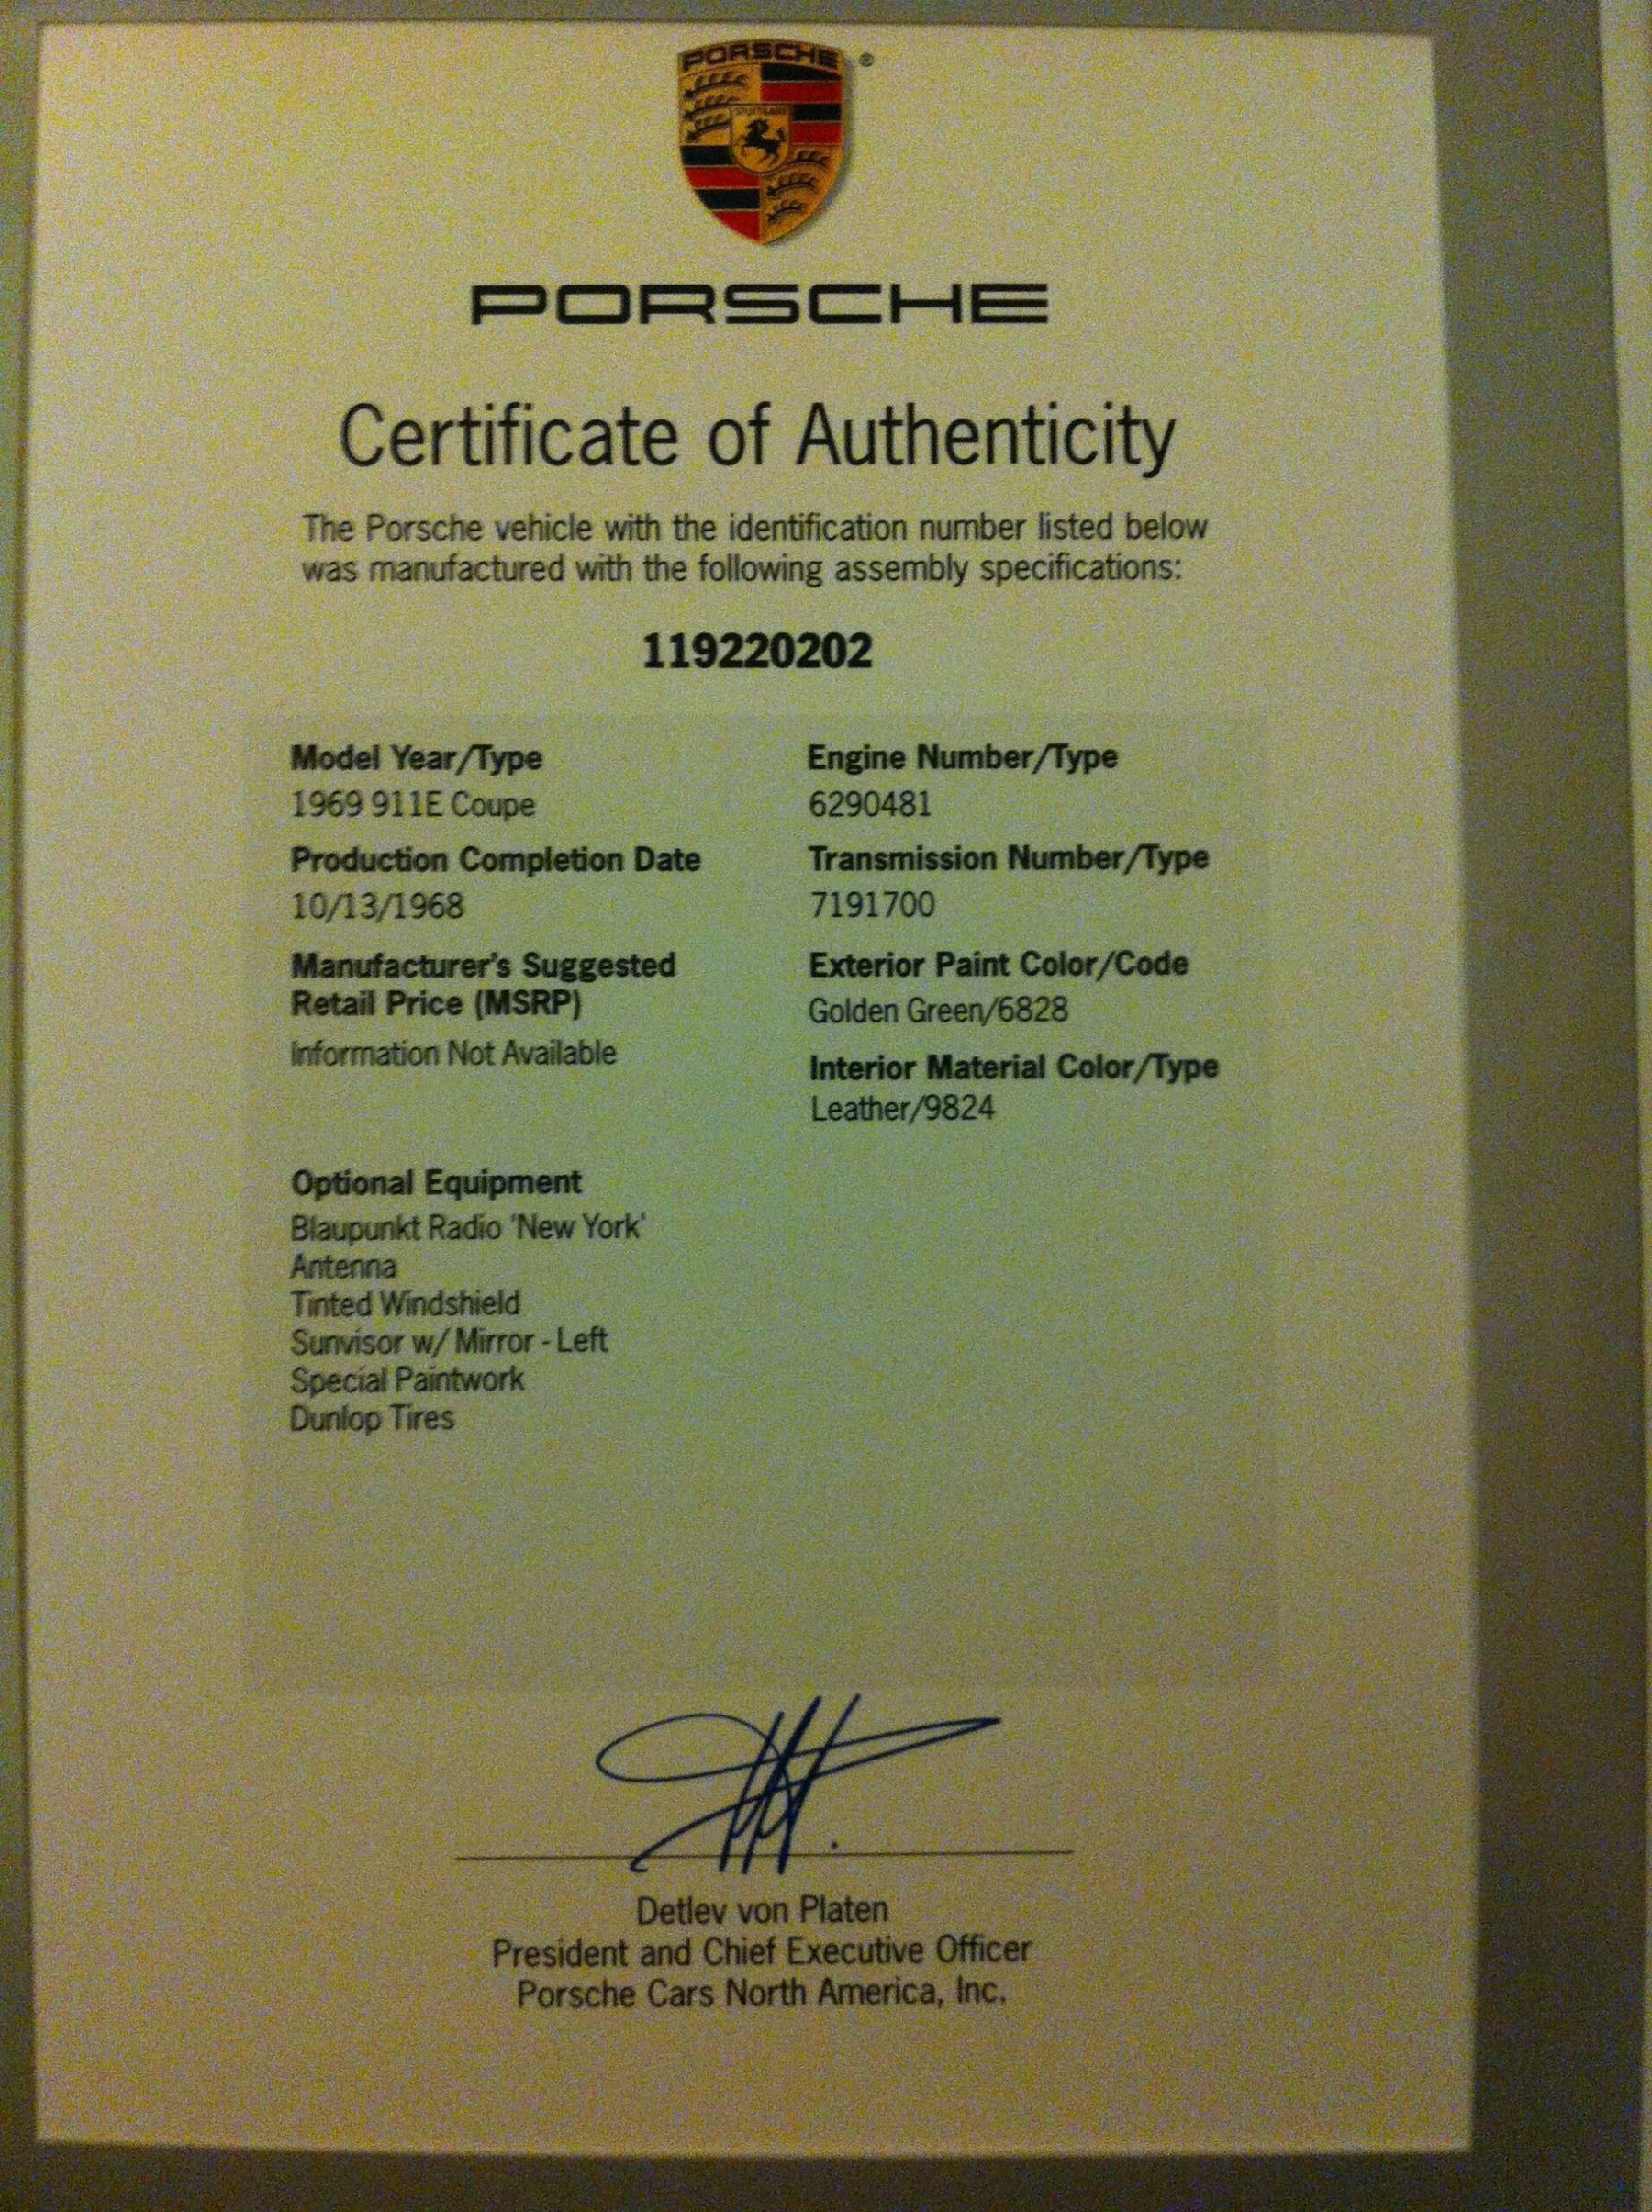 PORSCHE
PORSCHE
Certificate of Authenticity
The Porsche vehicle with the identification number listed below
was manufactured with the following assembly specifications:
119220202
Model Year/Type
1969 911E Coupe
Production Completion Date
10/13/1968
Manufacturer's Suggested
Retail Price (MSRP)
Information Not Available
Engine Number/Type
6290481
Transmission Number/Type
7191700
Exterior Paint Color/Code
Golden Green/6828
Interior Material Color/Type
Leather/9824
Optional Equipment
Blaupunkt Radio 'New York'
Antenna
Tinted Windshield
Sunvisor w/ Mirror - Left
Special Paintwork
Dunlop Tires
Detlev von Platen
President and Chief Executive Officer
Porsche Cars North America, Inc.